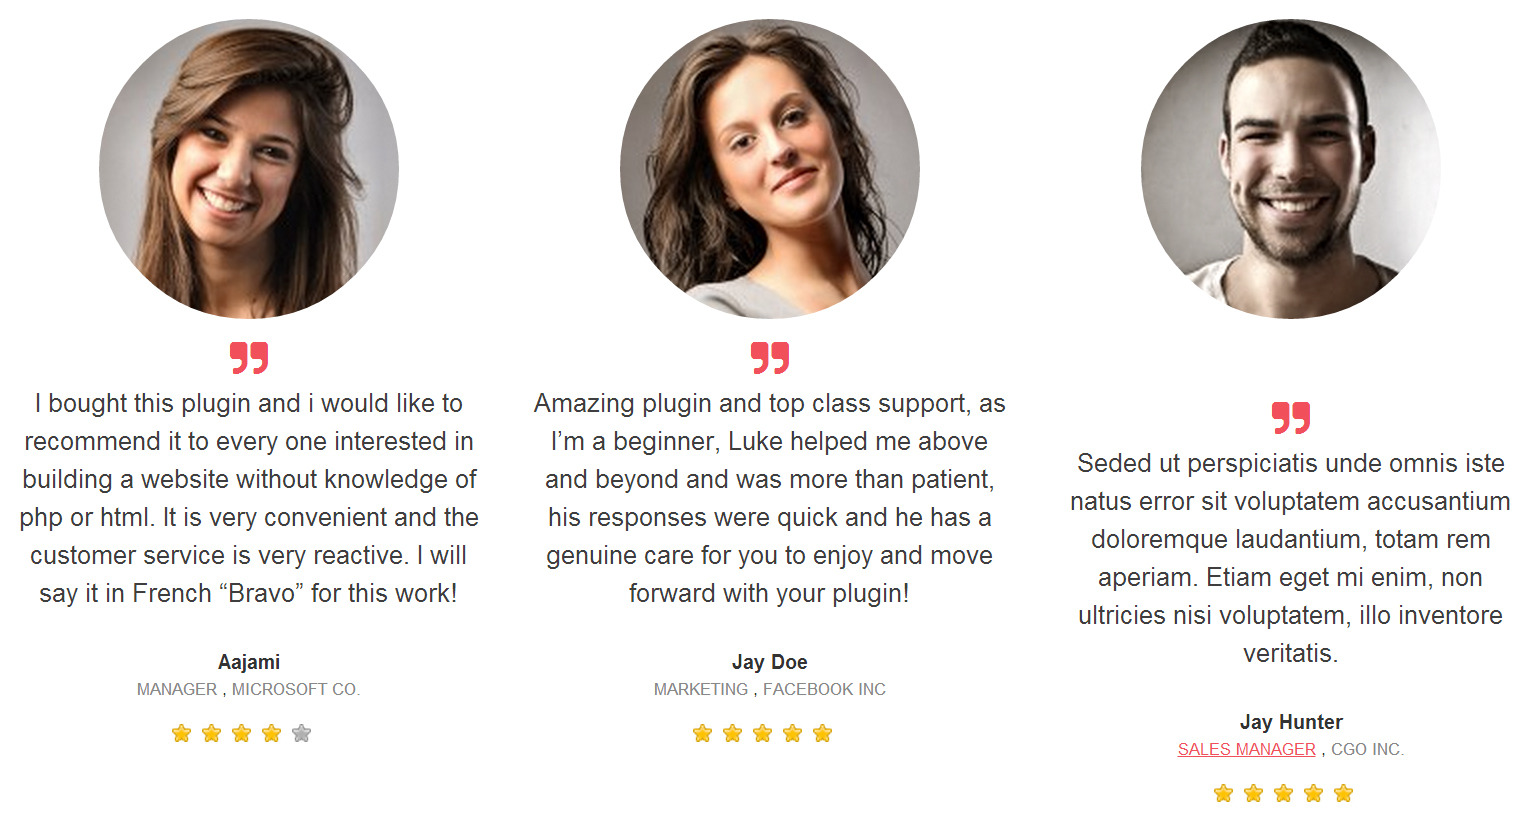 I bought this plugin and i would like to
recommend it to every one interested in
building a website without knowledge of
php or html. It is very convenient and the
customer service is very reactive. I will
say it in French “Bravo” for this work!
Aajami
MANAGER , MICROSOFT CO.
Amazing plugin and top class support, as
I’m a beginner, Luke helped me above
and beyond and was more than patient,
his responses were quick and he has a
genuine care for you to enjoy and move
forward with your plugin!
Jay Doe
MARKETING , FACEBOOK INC
Seded ut perspiciatis unde omnis iste
natus error sit voluptatem accusantium
doloremque laudantium, totam rem
aperiam. Etiam eget mi enim, non
ultricies nisi voluptatem, illo inventore
veritatis.
Jay Hunter
SALES MANAGER , CGO INC.